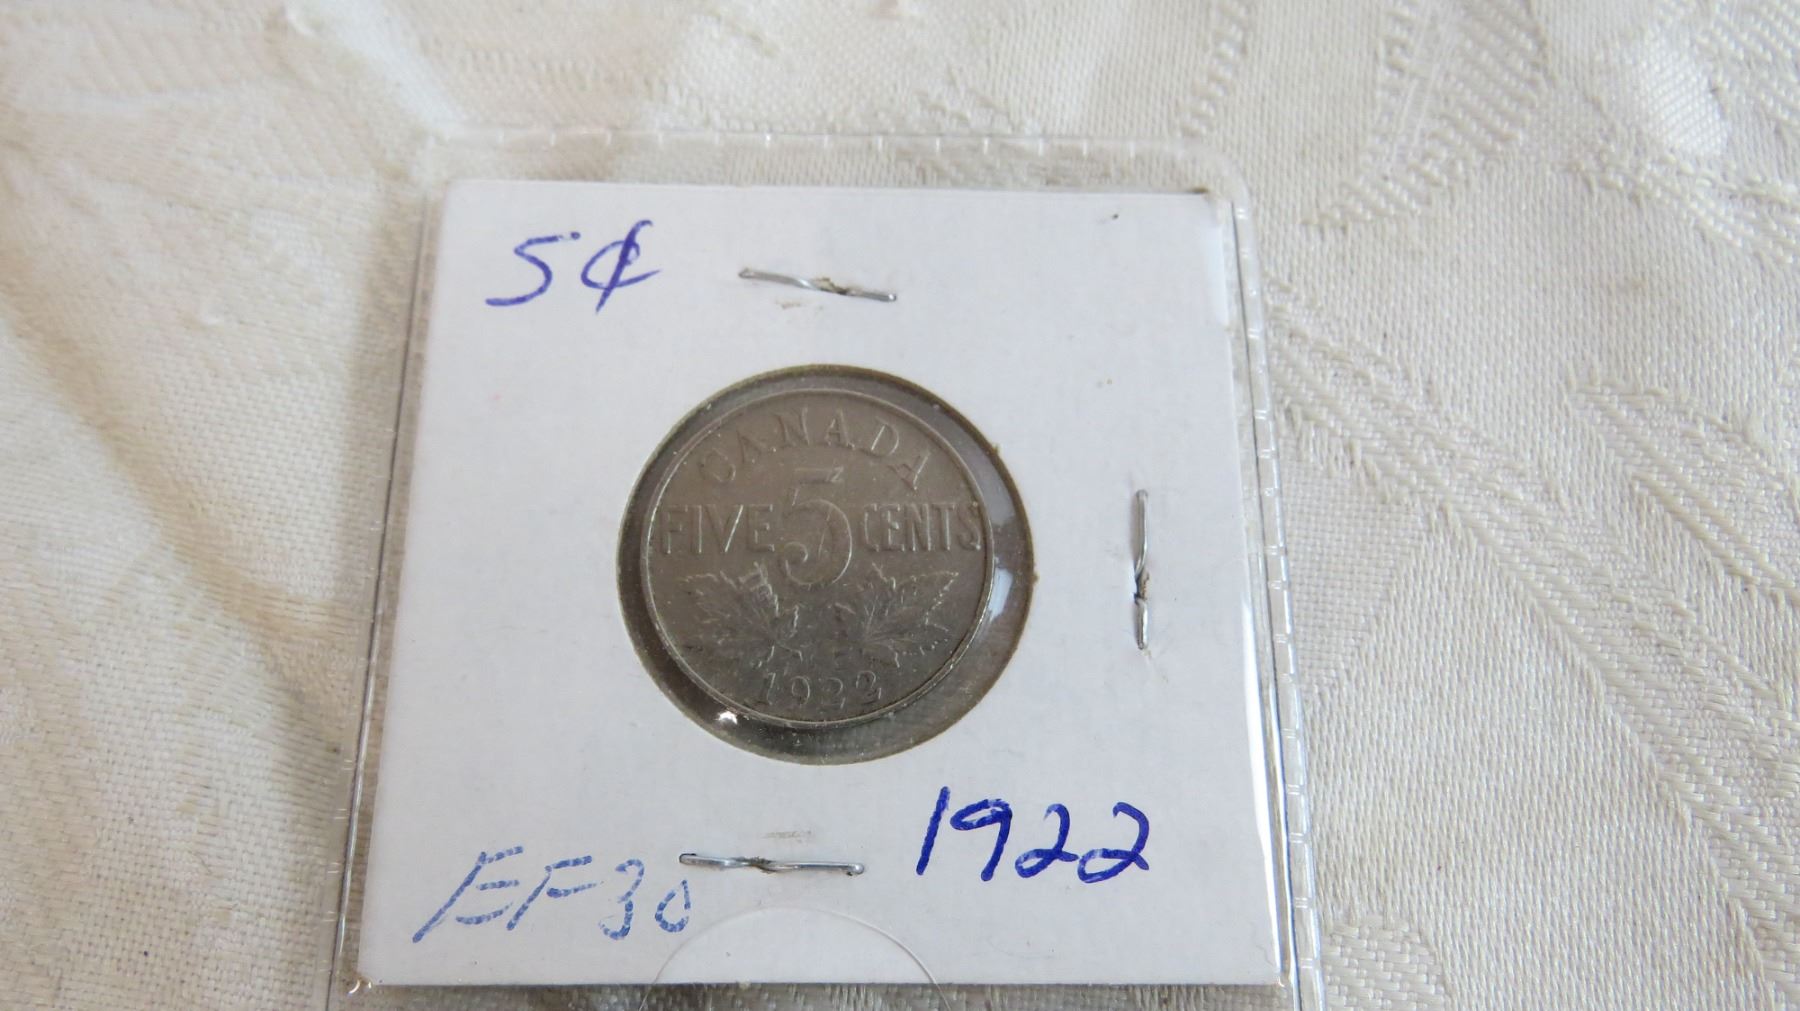 5¢
CANADA
FIVE 5 CENTS
1922
1922
EF30